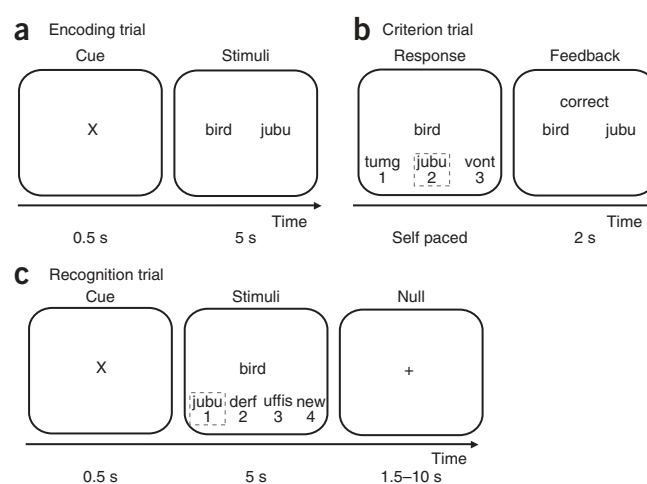 a Encoding trial
Cue Stimuli
X
bird jubu
Time
0.5 s 5 s
b Criterion trial
Response Feedback
bird
tumg jubu vont
1 2 3
correct
bird jubu
Time
Self paced 2 s
c Recognition trial
Cue Stimuli Null
X
bird
jubu derf uffis new
1 2 3 4
+
Time
0.5 s 5 s 1.5–10 s